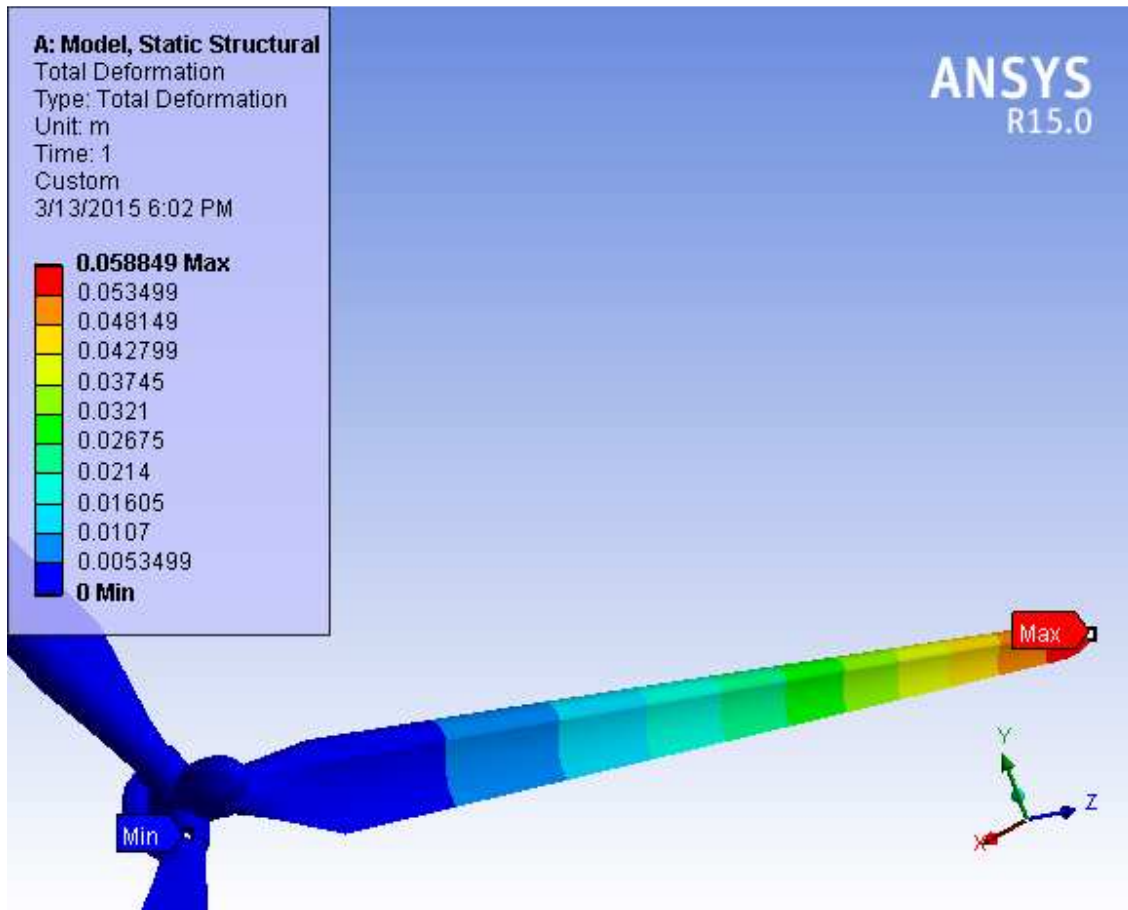 A: Model, Static Structural
Total Deformation
Type: Total Deformation
Unit: m
Time: 1
Custom
3/13/2015 6:02 PM
0.058849 Max
0.053499
0.048149
0.042799
0.03745
0.0321
0.02675
0.0214
0.01605
0.0107
0.0053499
0 Min
ANSYS
R15.0
Max
Min
Y
Z
X